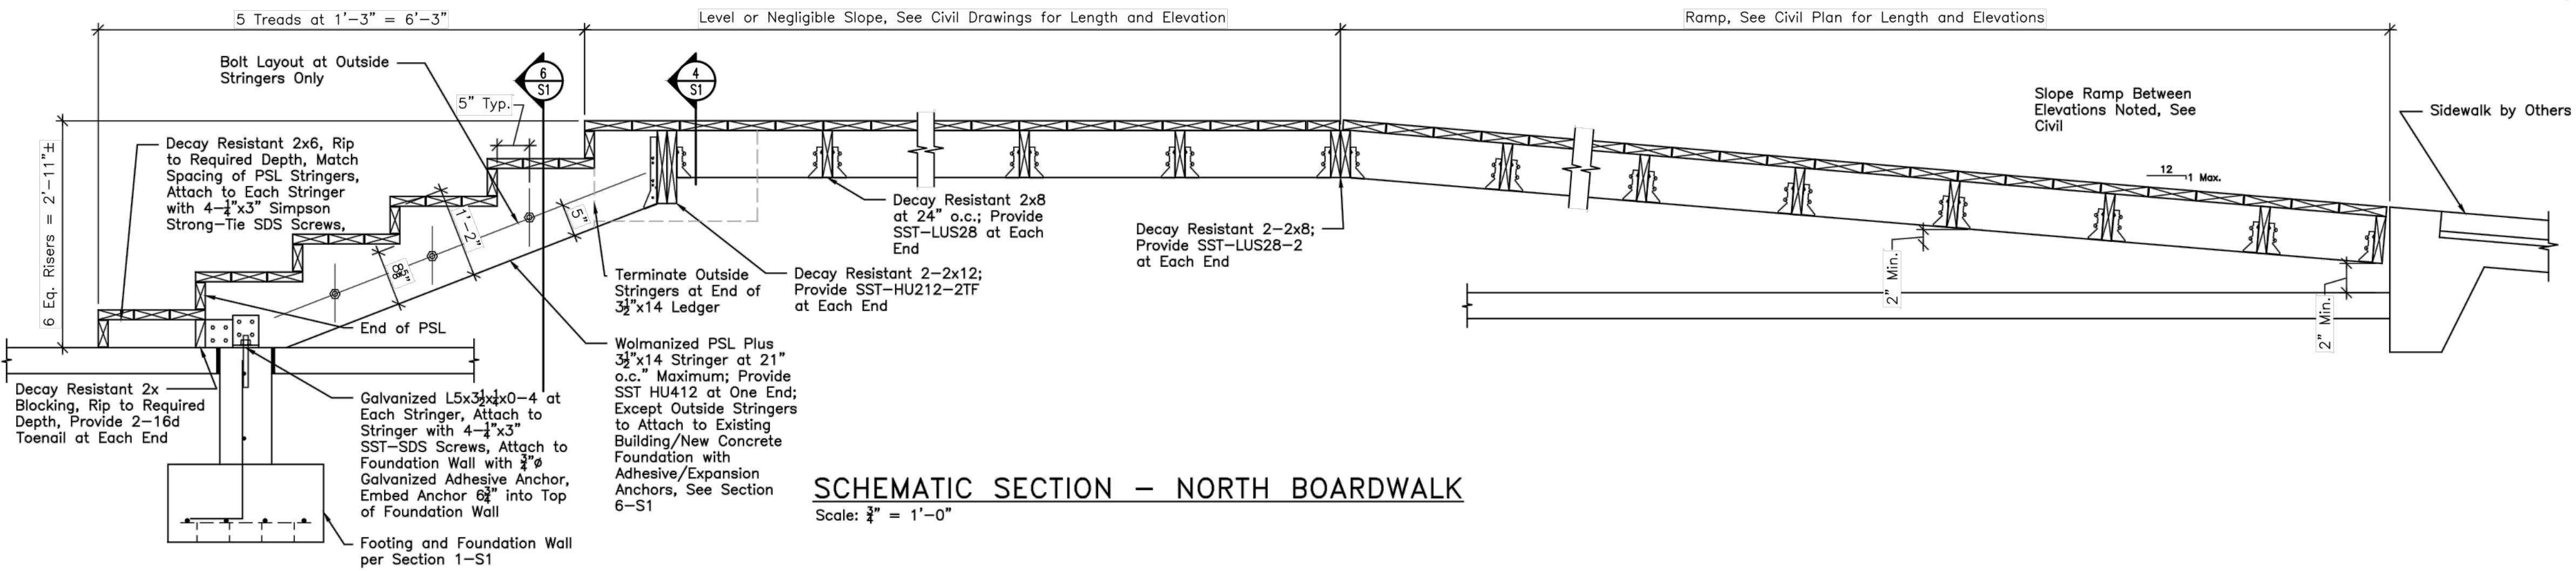 5 Treads at 1'-3" = 6'-3"
Level or Negligible Slope, See Civil Drawings for Length and Elevation
Ramp, See Civil Plan for Length and Elevations
Bolt Layout at Outside
Stringers Only
6
S1
4
S1
5" Typ.
Slope Ramp Between
Elevations Noted, See
Civil
Sidewalk by Others
6 Eq. Risers = 2'-11"±
Decay Resistant 2x6, Rip
to Required Depth, Match
Spacing of PSL Stringers,
Attach to Each Stringer
with 4-1/4"x3" Simpson
Strong-Tie SDS Screws,
12
1 Max.
1'-2"
5"
8 5/8"
Decay Resistant 2x8
at 24" o.c.; Provide
SST-LUS28 at Each
End
Decay Resistant 2-2x8;
Provide SST-LUS28-2
at Each End
2" Min.
2" Min.
Terminate Outside
Stringers at End of
3 1/2"x14 Ledger
Decay Resistant 2-2x12;
Provide SST-HU212-2TF
at Each End
End of PSL
Wolmanized PSL Plus
3 1/2"x14 Stringer at 21"
o.c." Maximum; Provide
SST HU412 at One End;
Except Outside Stringers
to Attach to Existing
Building/New Concrete
Foundation with
Adhesive/Expansion
Anchors, See Section
6-S1
Decay Resistant 2x
Blocking, Rip to Required
Depth, Provide 2-16d
Toenail at Each End
Galvanized L5x3 1/2x1/4x0-4 at
Each Stringer, Attach to
Stringer with 4-1/4"x3"
SST-SDS Screws, Attach to
Foundation Wall with 3/4"ø
Galvanized Adhesive Anchor,
Embed Anchor 6 3/4" into Top
of Foundation Wall
Footing and Foundation Wall
per Section 1-S1
SCHEMATIC SECTION - NORTH BOARDWALK
Scale: 3/4" = 1'-0"